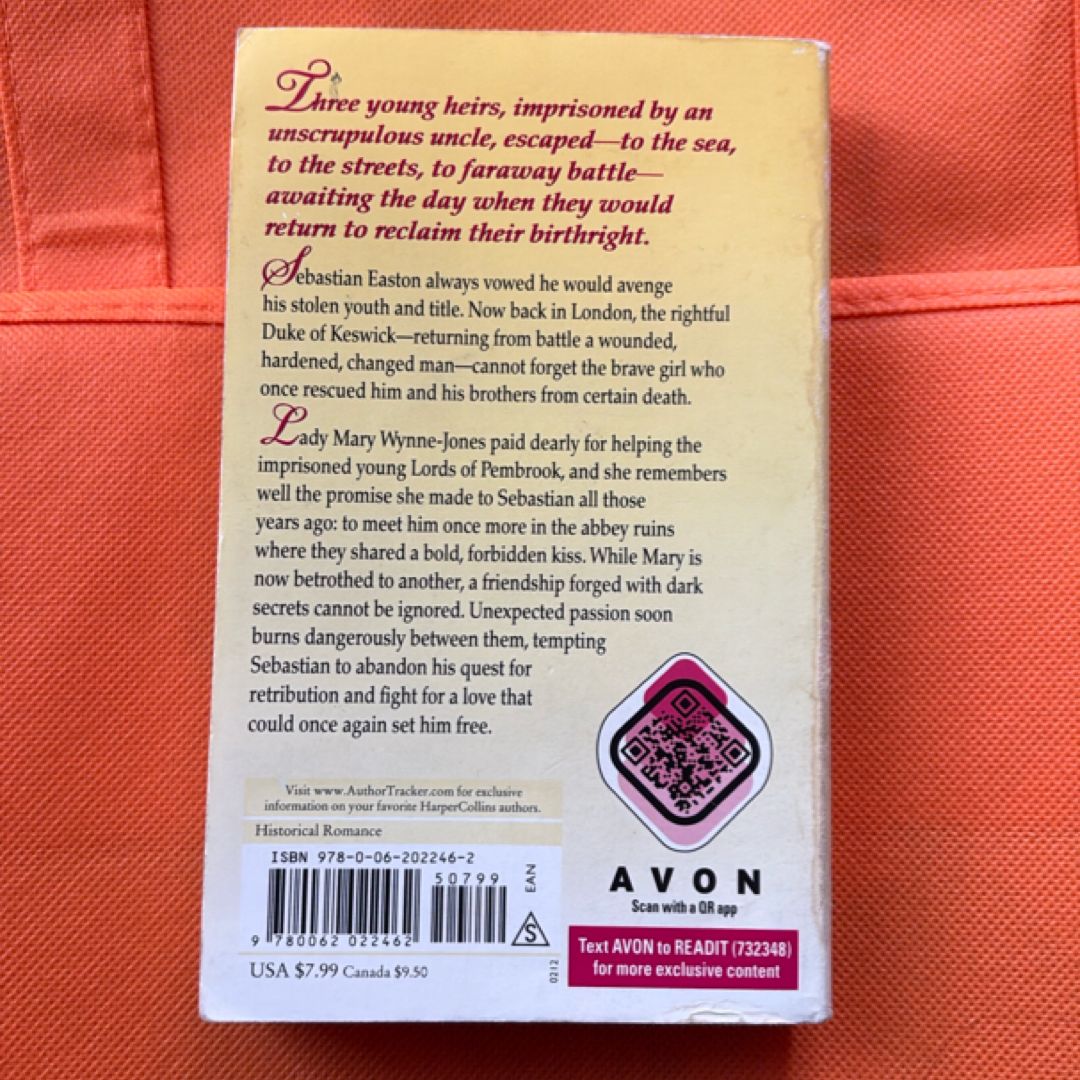 Three young heirs, imprisoned by an
unscrupulous uncle, escaped—to the sea,
to the streets, to faraway battle—
awaiting the day when they would
return to reclaim their birthright.
Sebastian Easton always vowed he would avenge
his stolen youth and title. Now back in London, the rightful
Duke of Keswick—returning from battle a wounded,
hardened, changed man—cannot forget the brave girl who
once rescued him and his brothers from certain death.
Lady Mary Wynne-Jones paid dearly for helping the
imprisoned young Lords of Pembrook, and she remembers
well the promise she made to Sebastian all those
years ago: to meet him once more in the abbey ruins
where they shared a bold, forbidden kiss. While Mary is
now betrothed to another, a friendship forged with dark
secrets cannot be ignored. Unexpected passion soon
burns dangerously between them, tempting
Sebastian to abandon his quest for
retribution and fight for a love that
could once again set him free.
Visit www.AuthorTracker.com for exclusive
information on your favorite HarperCollins authors.
Historical Romance
ISBN 978-0-06-202246-2
50799
EAN
9 780062 022462
S
USA $7.99 Canada $9.50
0212
AVON
Scan with a QR app
Text AVON to READIT (732348)
for more exclusive content